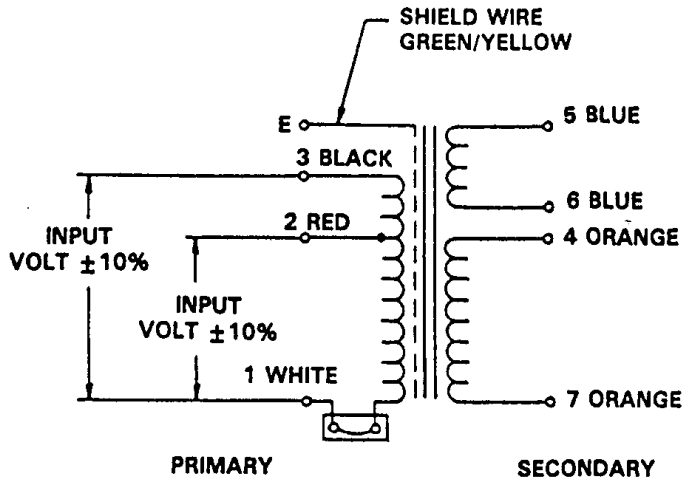 SHIELD WIRE
GREEN/YELLOW
E
5 BLUE
3 BLACK
6 BLUE
2 RED
4 ORANGE
INPUT
VOLT ±10%
INPUT
VOLT ±10%
1 WHITE
7 ORANGE
PRIMARY
SECONDARY